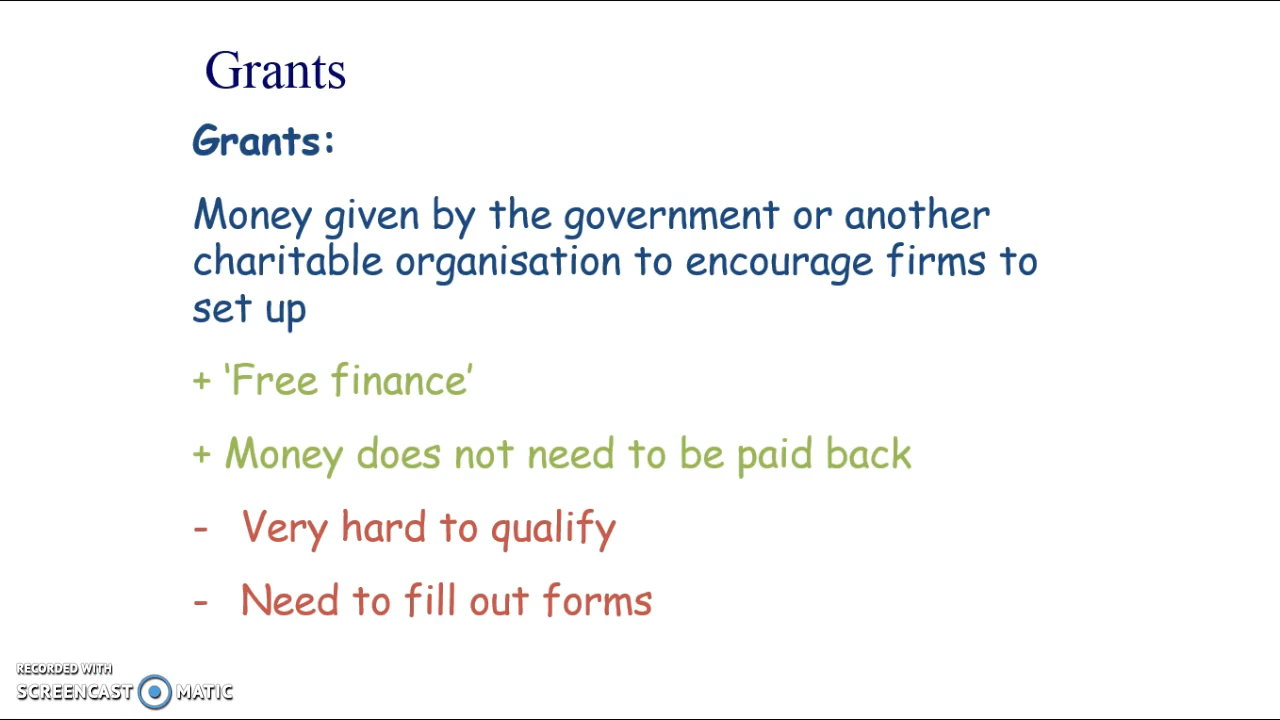 Grants
Grants:
Money given by the government or another
charitable organisation to encourage firms to
set up
+ ‘Free finance’
+ Money does not need to be paid back
- Very hard to qualify
- Need to fill out forms
RECORDED WITH
SCREENCAST MATIC